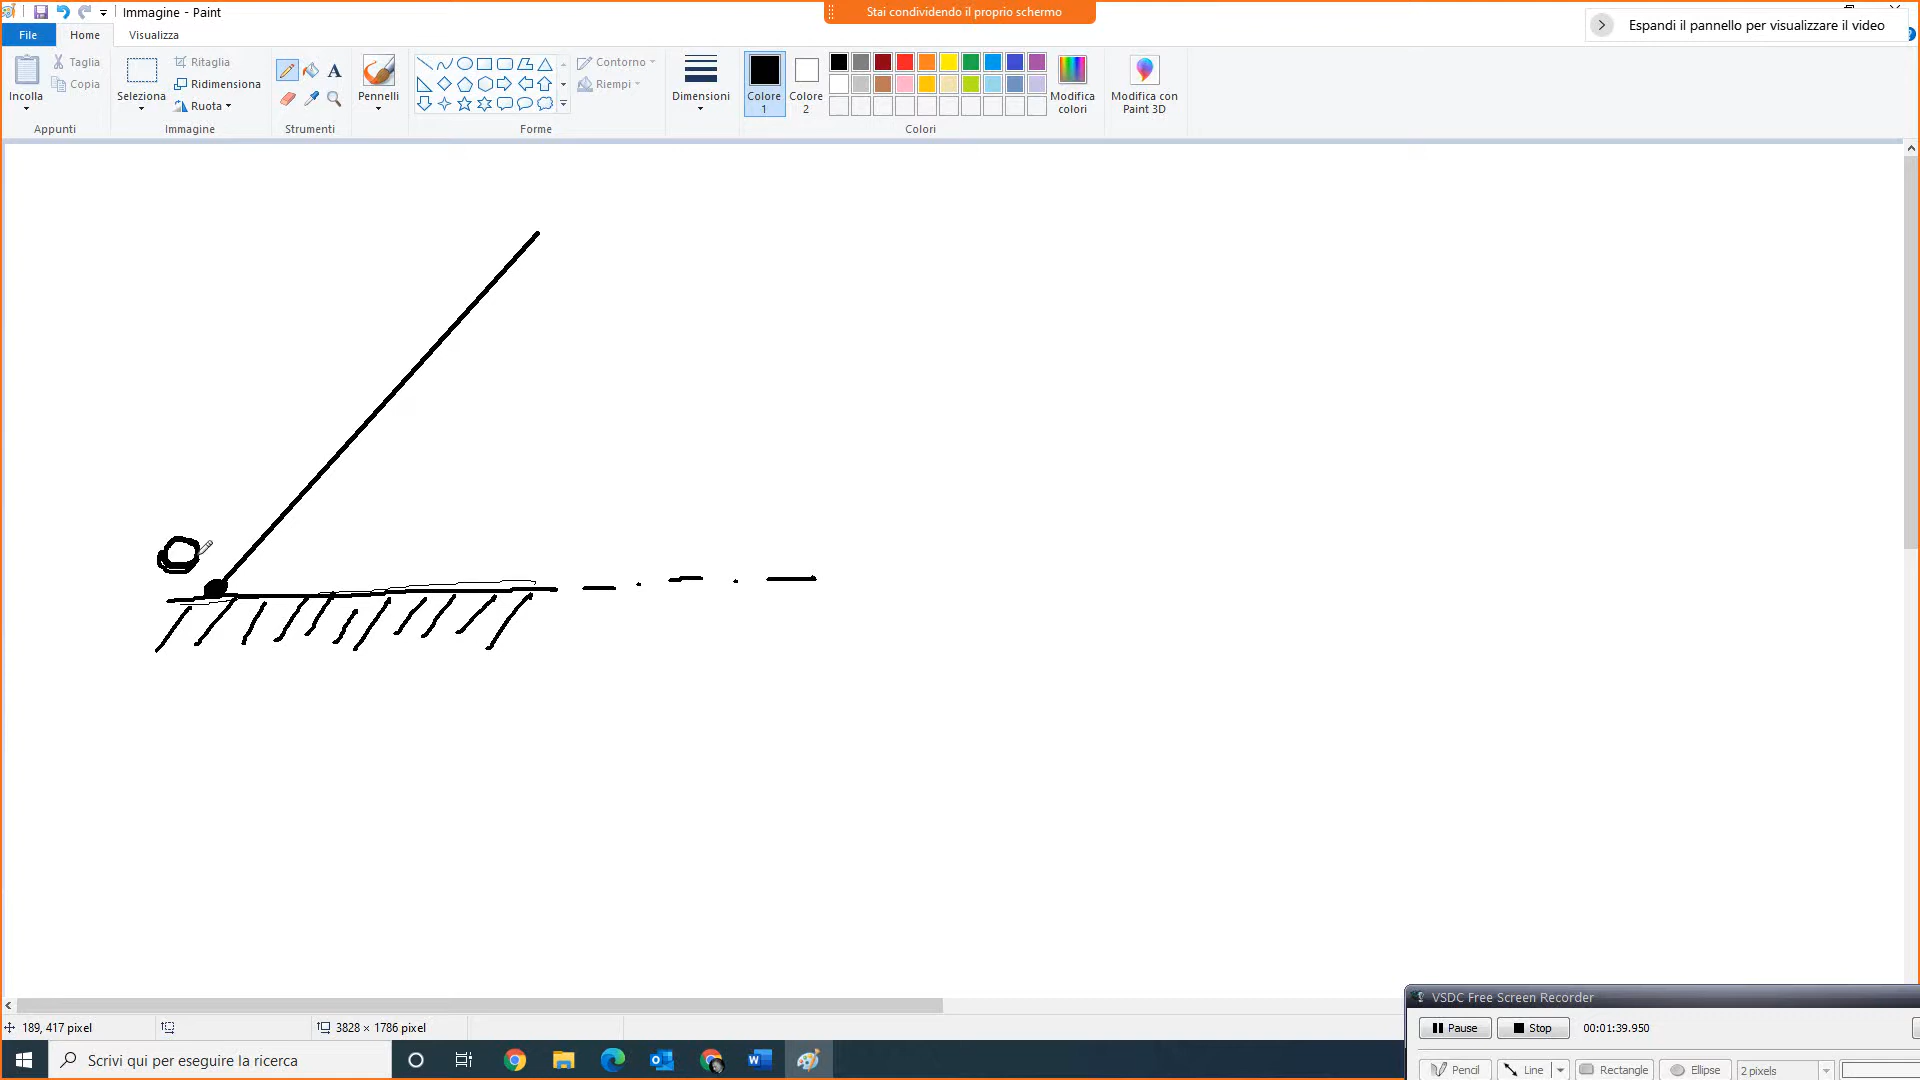 Immagine - Paint
Stai condividendo il proprio schermo
Espandi il pannello per visualizzare il video
File
Home
Visualizza
Incolla
Taglia
Copia
Appunti
Seleziona
Ritaglia
Ridimensiona
Ruota
Immagine
A
Strumenti
Pennelli
Contorno
Riempi
Forme
Dimensioni
Colore
1
Colore
2
Modifica
colori
Colori
Modifica con
Paint 3D
O
189, 417 pixel
3828 × 1786 pixel
VSDC Free Screen Recorder
Pause
Stop
00:01:39.950
Pencil
Line
Rectangle
Ellipse
2 pixels
Scrivi qui per eseguire la ricerca